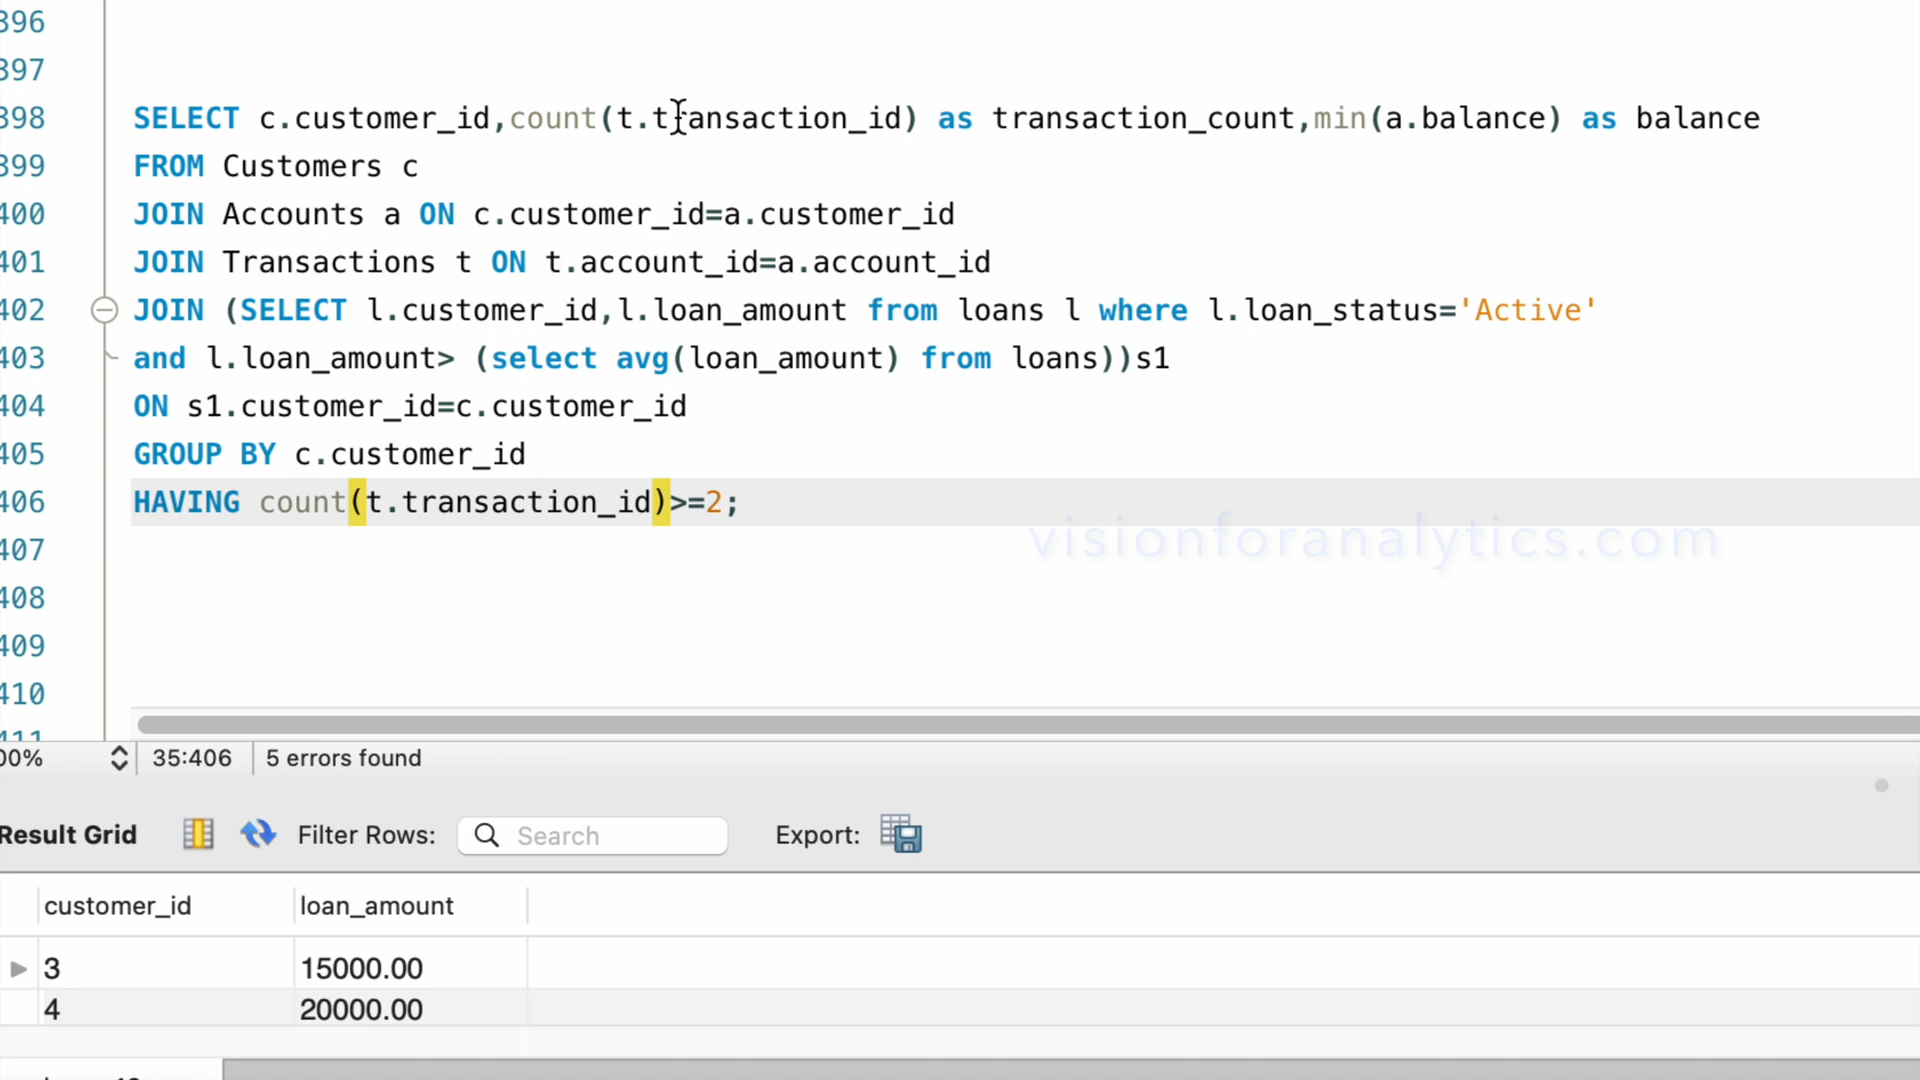 396
397
398 SELECT c.customer_id,count(t.transaction_id) as transaction_count,min(a.balance) as balance
399 FROM Customers c
400 JOIN Accounts a ON c.customer_id=a.customer_id
401 JOIN Transactions t ON t.account_id=a.account_id
402 JOIN (SELECT l.customer_id,l.loan_amount from loans l where l.loan_status='Active'
403 and l.loan_amount> (select avg(loan_amount) from loans))s1
404 ON s1.customer_id=c.customer_id
405 GROUP BY c.customer_id
406 HAVING count(t.transaction_id)>=2;
visionforanalytics.com
407
408
409
410
411
00% 35:406 5 errors found
Result Grid Filter Rows: Search Export:
customer_id loan_amount
3 15000.00
4 20000.00